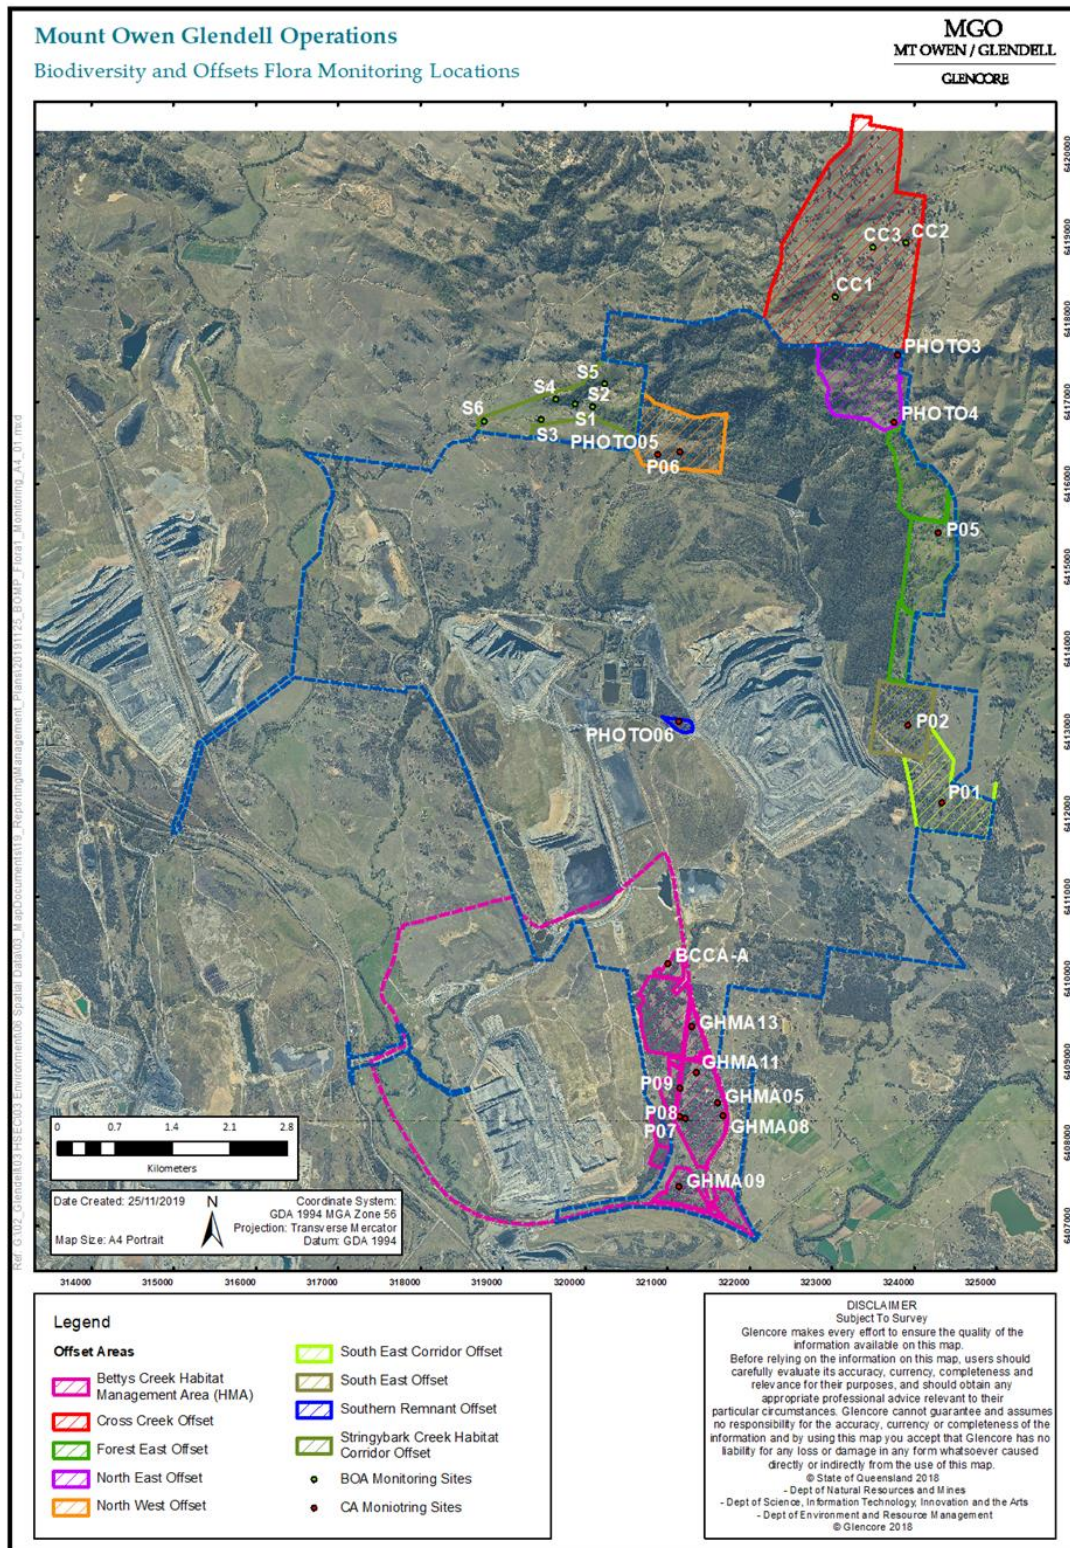 Mount Owen Glendell Operations
Biodiversity and Offsets Flora Monitoring Locations
MGO
MT OWEN / GLENDELL
GLENCORE
6420000
6419000
6418000
6417000
6416000
6415000
6414000
6413000
6412000
6411000
6410000
6409000
6408000
6407000
CC3
CC2
CC1
PHOTO3
PHOTO4
S5
S4
S2
S6
S1
S3
PHOTO05
P06
P05
P02
PHOTO06
P01
BCCA-A
GHMA13
GHMA11
P09
GHMA05
P08
GHMA08
P07
GHMA09
0 0.7 1.4 2.1 2.8
Kilometers
Date Created: 25/11/2019
Map Size: A4 Portrait
N
Coordinate System:
GDA 1994 MGA Zone 56
Projection: Transverse Mercator
Datum: GDA 1994
314000 315000 316000 317000 318000 319000 320000 321000 322000 323000 324000 325000
Legend
Offset Areas
Bettys Creek Habitat
Management Area (HMA)
Cross Creek Offset
Forest East Offset
North East Offset
North West Offset
South East Corridor Offset
South East Offset
Southern Remnant Offset
Stringybark Creek Habitat
Corridor Offset
BOA Monitoring Sites
CA Moniotring Sites
DISCLAIMER
Subject To Survey
Glencore makes every effort to ensure the quality of the
information available on this map.
Before relying on the information on this map, users should
carefully evaluate its accuracy, currency, completeness and
relevance for their purposes, and should obtain any
appropriate professional advice relevant to their
particular circumstances. Glencore cannot guarantee and assumes
no responsibility for the accuracy, currency or completeness of the
information and by using this map you accept that Glencore has no
liability for any loss or damage in any form whatsoever caused
directly or indirectly from the use of this map.
© State of Queensland 2018
- Dept of Natural Resources and Mines
- Dept of Science, Information Technology, Innovation and the Arts
- Dept of Environment and Resource Management
© Glencore 2018